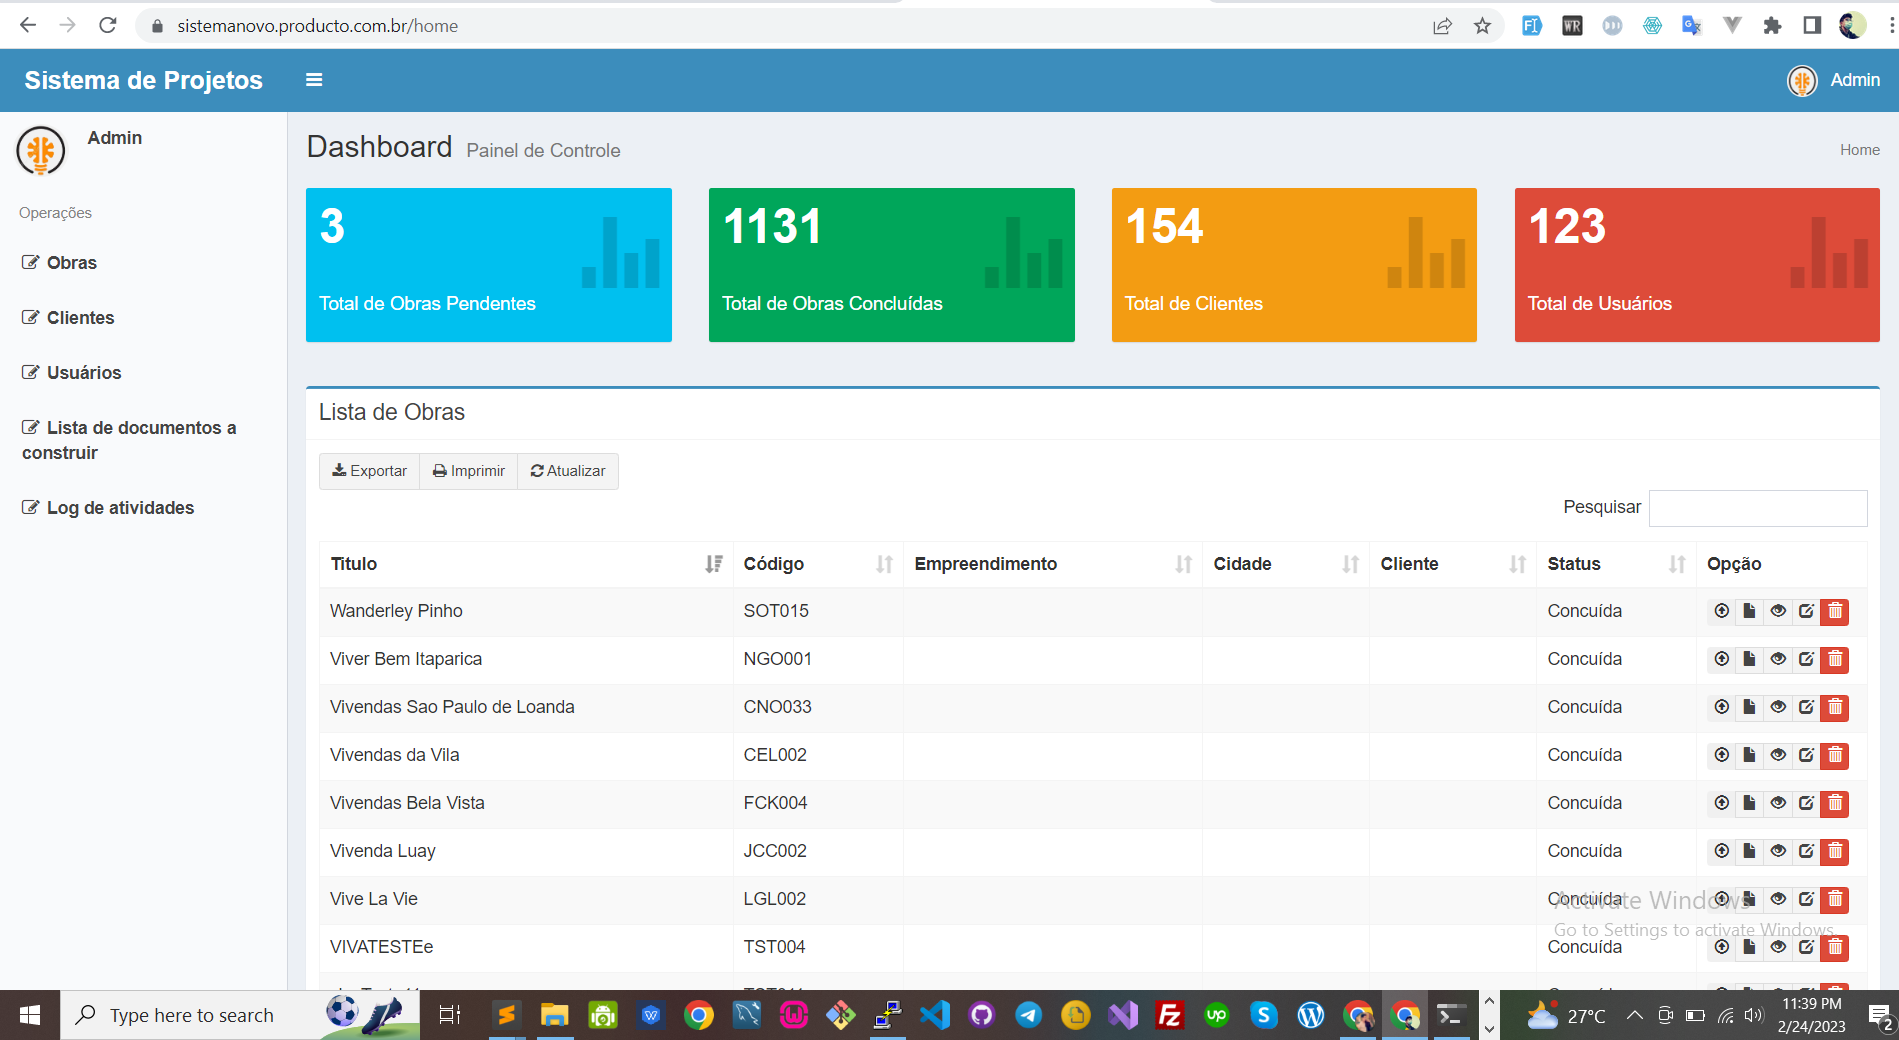 sistemanovo.producto.com.br/home
Sistema de Projetos
Admin
Admin
Operações
Obras
Clientes
Usuários
Lista de documentos a
construir
Log de atividades
Dashboard Painel de Controle
Home
3
Total de Obras Pendentes
1131
Total de Obras Concluídas
154
Total de Clientes
123
Total de Usuários
Lista de Obras
Exportar Imprimir Atualizar
Pesquisar
Titulo Código Empreendimento Cidade Cliente Status Opção
Wanderley Pinho SOT015 Concuída
Viver Bem Itaparica NGO001 Concuída
Vivendas Sao Paulo de Loanda CNO033 Concuída
Vivendas da Vila CEL002 Concuída
Vivendas Bela Vista FCK004 Concuída
Vivenda Luay JCC002 Concuída
Vive La Vie LGL002 Concuída
VIVATESTEe TST004 Concuída
Activate Windows
Go to Settings to activate Windows.
Type here to search
27°C
11:39 PM
2/24/2023
2